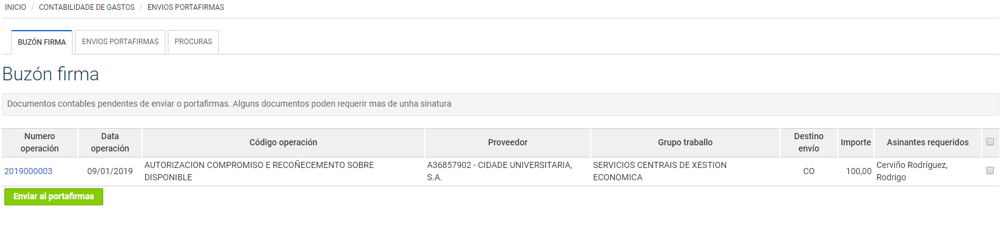 INICIO / CONTABILIDADE DE GASTOS / ENVIOS PORTAFIRMAS
BUZÓN FIRMA ENVIOS PORTAFIRMAS PROCURAS
Buzón firma
Documentos contables pendentes de enviar o portafirmas. Alguns documentos poden requerir mas de unha sinatura
Numero operación Data operación Código operación Proveedor Grupo traballo Destino envío Importe Asinantes requeridos
2019000003 09/01/2019 AUTORIZACION COMPROMISO E RECOÑECEMENTO SOBRE DISPONIBLE A36857902 - CIDADE UNIVERSITARIA, S.A. SERVICIOS CENTRAIS DE XESTION ECONOMICA CO 100,00 Cerviño Rodríguez, Rodrigo
Enviar al portafirmas